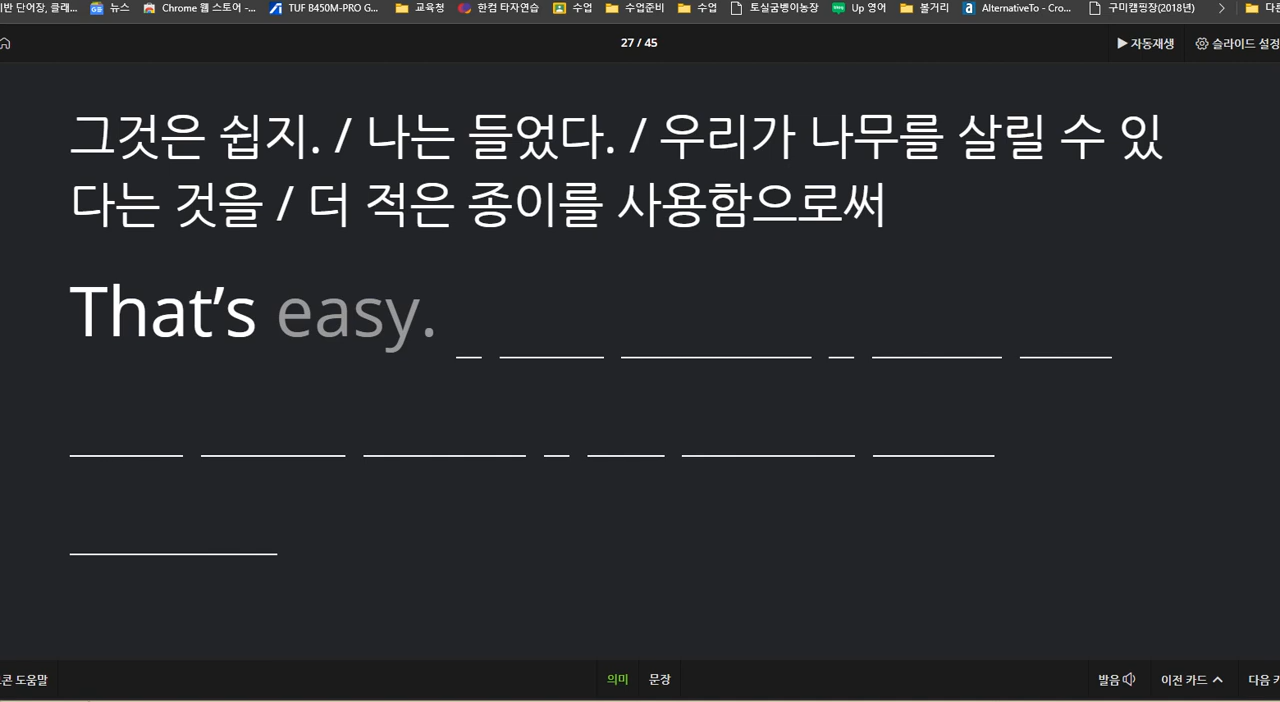 기반 단어장, 클래... 뉴스 Chrome 웹 스토어 -... TUF B450M-PRO G... 교육청 한컴 타자연습 수업 수업준비 수업 토실굼벵이농장 Up 영어 볼거리 AlternativeTo - Cro... 구미캠핑장(2018년)
27 / 45 자동재생 슬라이드 설정
그것은 쉽지. / 나는 들었다. / 우리가 나무를 살릴 수 있
다는 것을 / 더 적은 종이를 사용함으로써
That’s easy.
도움말 의미 문장 발음 이전 카드 다음